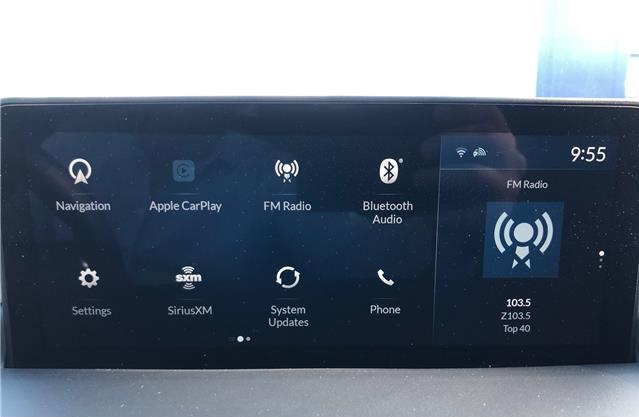 9:55
Navigation
Apple CarPlay
FM Radio
Bluetooth
Audio
FM Radio
sxm
Settings
SiriusXM
System
Updates
Phone
103.5
Z103.5
Top 40